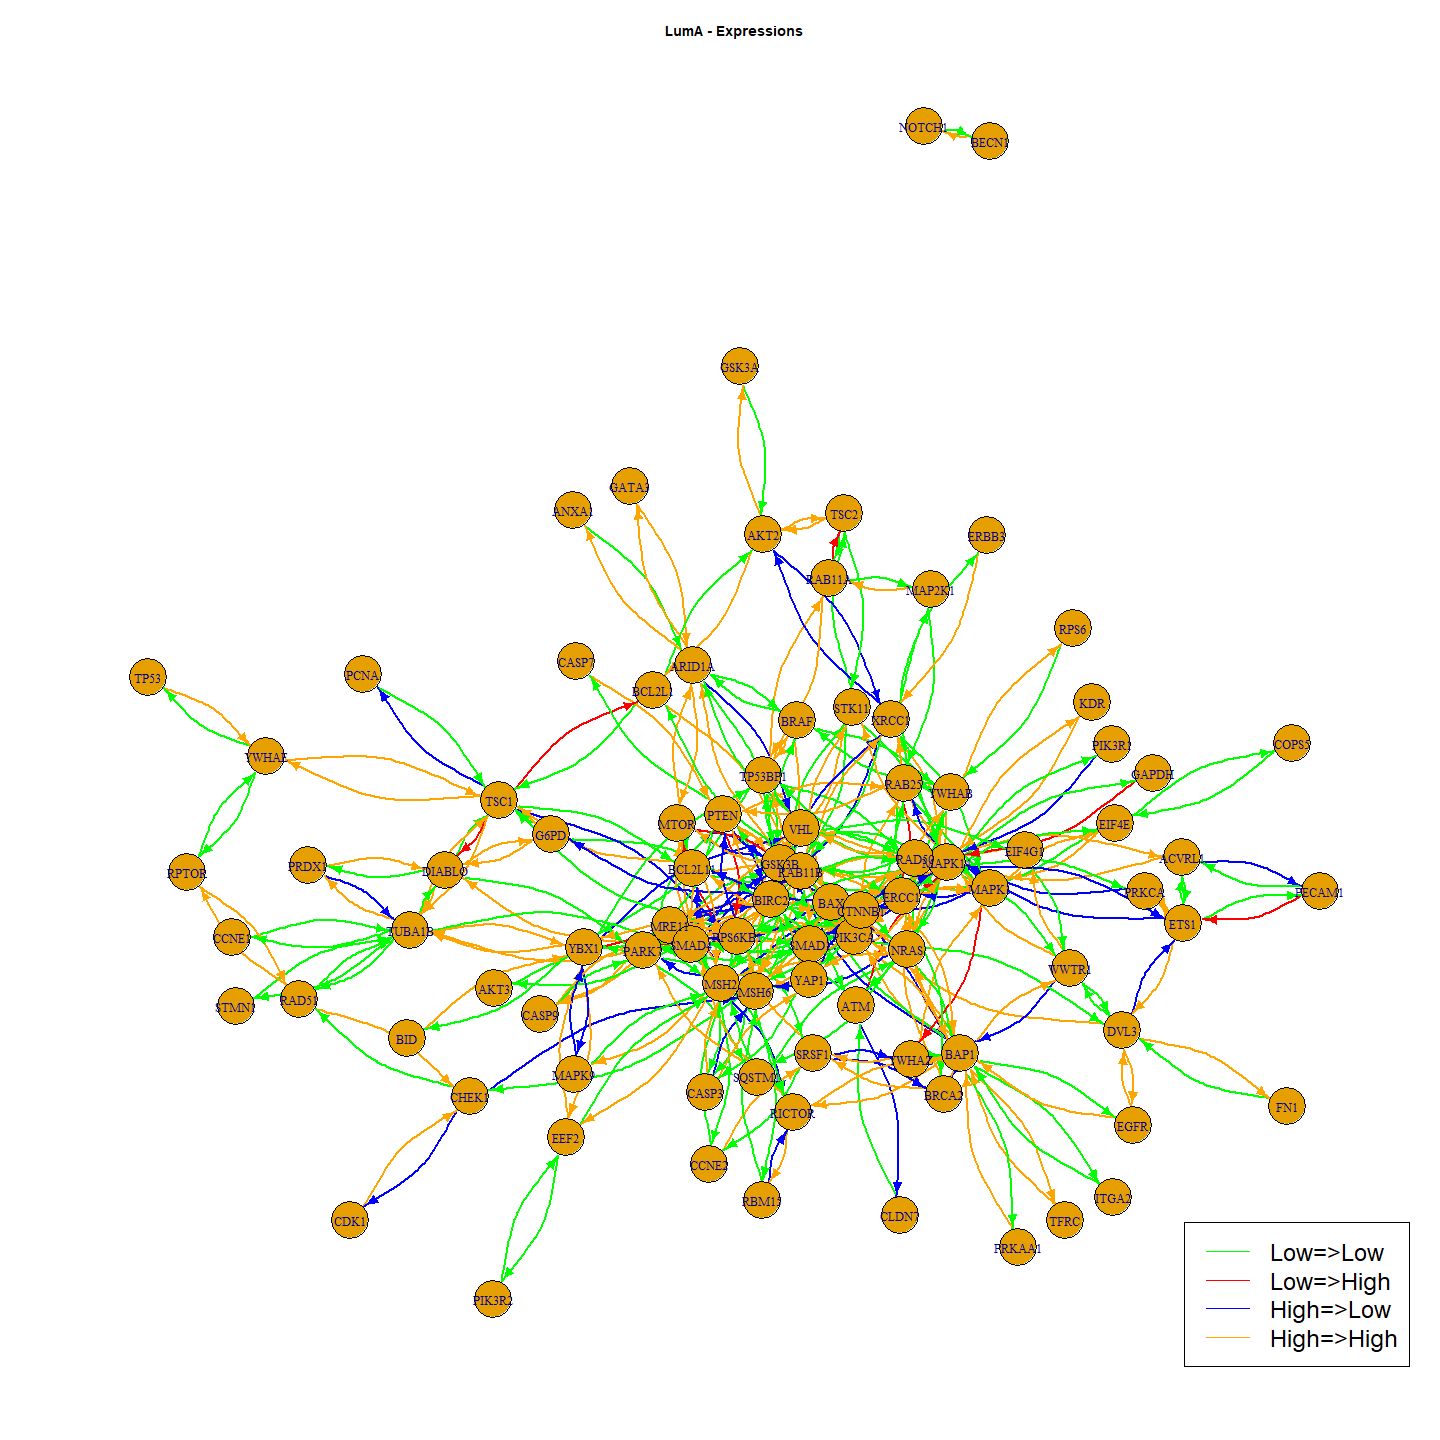 LumA - Expressions
NOTCH1
BECN1
GSK3A
GATA3
ANXA1
TSC2
AKT2
ERBB3
RAB11A
MAP2K1
RPS6
CASP7
ARID1A
TP53
PCNA
BCL2L1
KDR
STK11
XRCC1
BRAF
PIK3R1
COPS5
YWHAE
GAPDH
TP53BP1
RAB25
YWHAB
TSC1
PTEN
MTOR
EIF4E
VHL
G6PD
EIF4G1
RAD50
MAPK14
ACVRL1
GSK3B
PRDX1
DIABLO
BCL2L11
RPTOR
RAB11B
MAPK1
PRKCA
PECAM1
ERCC1
BIRC2
BAX
CTNNB1
ETS1
MRE11
TUBA1B
CCNE1
RPS6KB1
PIK3CA
SMAD4
SMAD1
YBX1
PARK7
NRAS
WWTR1
YAP1
MSH2
AKT3
MSH6
RAD51
STMN1
ATM
CASP9
DVL3
BID
SRSF1
BAP1
YWHAZ
MAPK9
SQSTM1
CASP3
BRCA2
CHEK1
FN1
RICTOR
EGFR
EEF2
CCNE2
ITGA2
RBM15
CLDN7
CDK1
TFRC
PRKAA1
PIK3R2
Low=>Low
Low=>High
High=>Low
High=>High